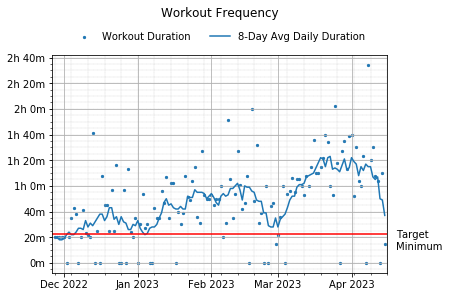 Workout Frequency
Workout Duration
8-Day Avg Daily Duration
2h 40m
2h 20m
2h 0m
1h 40m
1h 20m
1h 0m
40m
20m
0m
Target
Minimum
Dec 2022
Jan 2023
Feb 2023
Mar 2023
Apr 2023